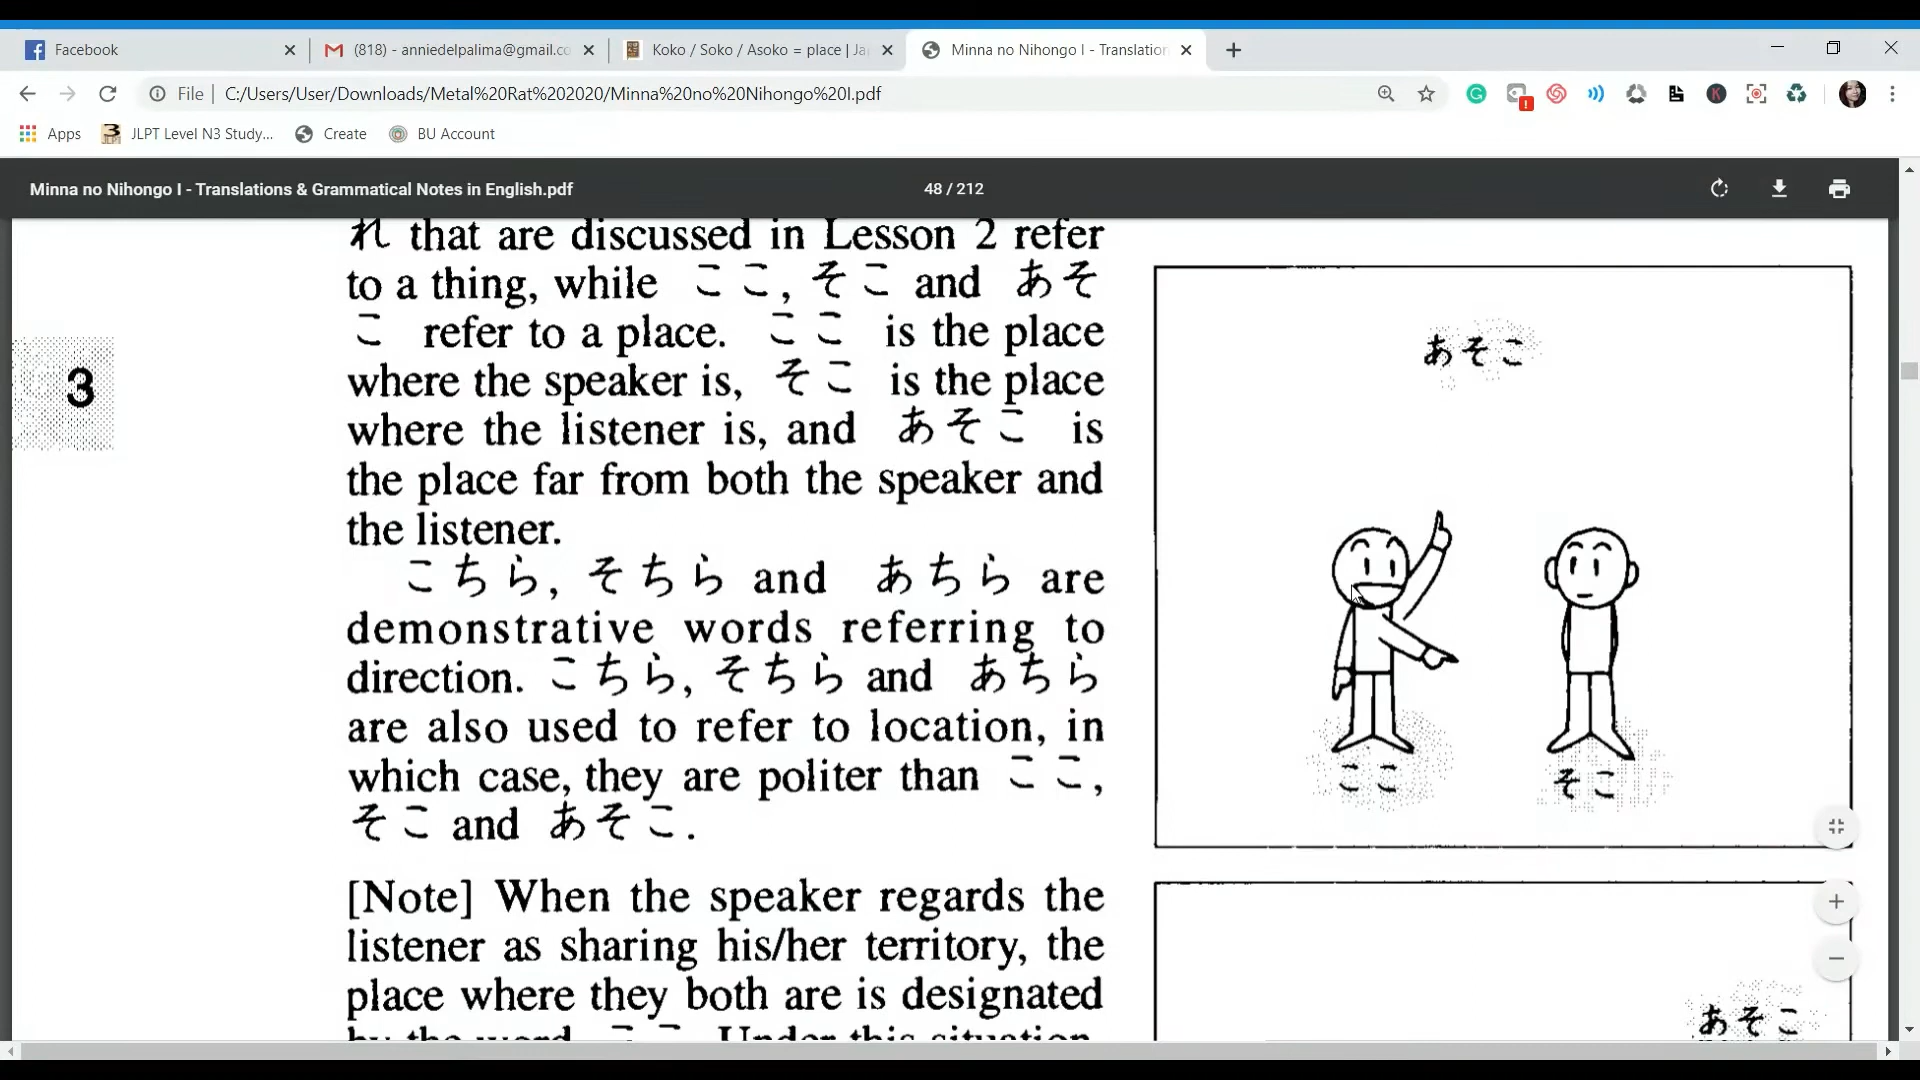 Facebook
(818) - anniedelpalima@gmail.co
Koko / Soko / Asoko = place | Ja
Minna no Nihongo I - Translation
File
C:/Users/User/Downloads/Metal%20Rat%202020/Minna%20no%20Nihongo%20I.pdf
Apps
JLPT Level N3 Study...
Create
BU Account
Minna no Nihongo I - Translations & Grammatical Notes in English.pdf
48 / 212
れ that are discussed in Lesson 2 refer
to a thing, while ここ, そこ and あそ
こ refer to a place. ここ is the place
where the speaker is, そこ is the place
where the listener is, and あそこ is
the place far from both the speaker and
the listener.
こちら, そちら and あちら are
demonstrative words referring to
direction. こちら, そちら and あちら
are also used to refer to location, in
which case, they are politer than ここ,
そこ and あそこ.
[Note] When the speaker regards the
listener as sharing his/her territory, the
place where they both are is designated
by the word ここ. Under this situation,
3
あそこ
ここ
そこ
あそこ